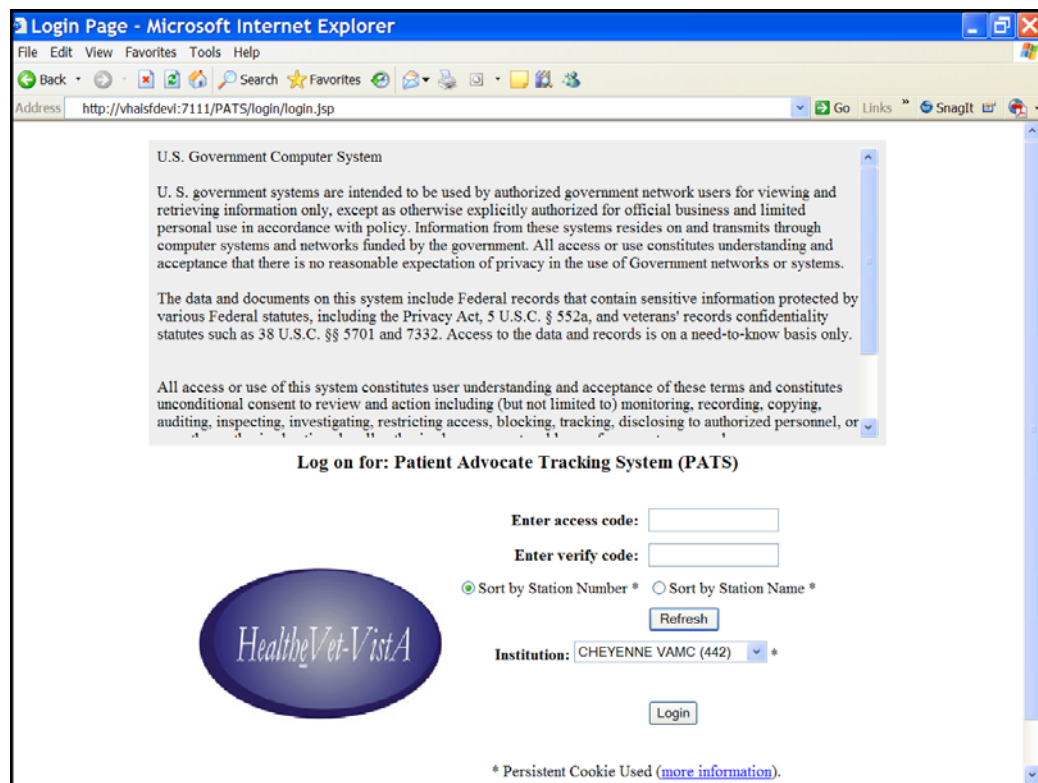 Login Page - Microsoft Internet Explorer
File Edit View Favorites Tools Help
Back Search Favorites
Address http://vhaisfdevi:7111/PATS/login/login.jsp Go Links » SnagIt
U.S. Government Computer System
U. S. government systems are intended to be used by authorized government network users for viewing and
retrieving information only, except as otherwise explicitly authorized for official business and limited
personal use in accordance with policy. Information from these systems resides on and transmits through
computer systems and networks funded by the government. All access or use constitutes understanding and
acceptance that there is no reasonable expectation of privacy in the use of Government networks or systems.
The data and documents on this system include Federal records that contain sensitive information protected by
various Federal statutes, including the Privacy Act, 5 U.S.C. § 552a, and veterans' records confidentiality
statutes such as 38 U.S.C. §§ 5701 and 7332. Access to the data and records is on a need-to-know basis only.
All access or use of this system constitutes user understanding and acceptance of these terms and constitutes
unconditional consent to review and action including (but not limited to) monitoring, recording, copying,
auditing, inspecting, investigating, restricting access, blocking, tracking, disclosing to authorized personnel, or
Log on for: Patient Advocate Tracking System (PATS)
Enter access code:
Enter verify code:
Sort by Station Number * Sort by Station Name *
Refresh
HealtheVet-VistA
Institution: CHEYENNE VAMC (442) *
Login
* Persistent Cookie Used (more information).